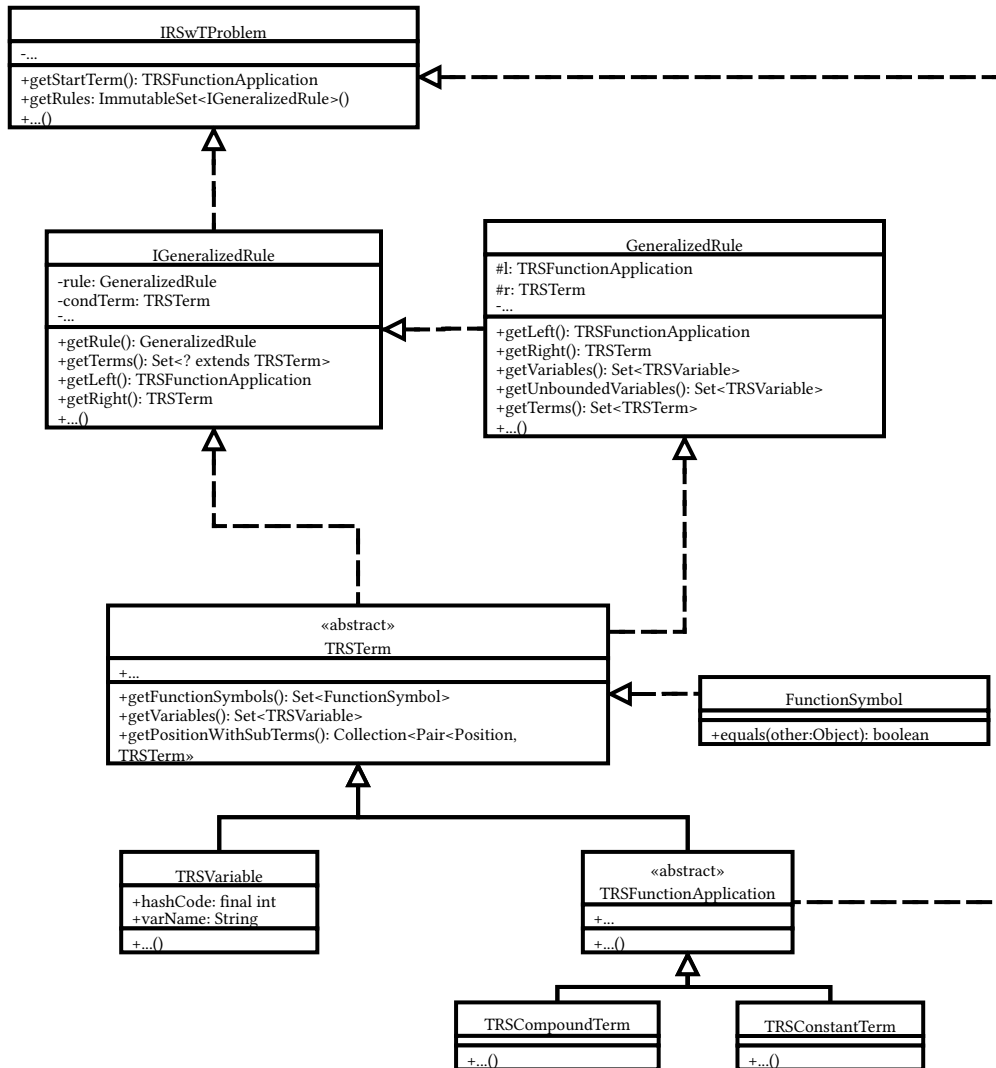 IRSwTProblem
-...
+getStartTerm(): TRSFunctionApplication
+getRules: ImmutableSet<IGeneralizedRule>()
+...()
IGeneralizedRule
-rule: GeneralizedRule
-condTerm: TRSTerm
-...
+getRule(): GeneralizedRule
+getTerms(): Set<? extends TRSTerm>
+getLeft(): TRSFunctionApplication
+getRight(): TRSTerm
+...()
GeneralizedRule
#l: TRSFunctionApplication
#r: TRSTerm
-...
+getLeft(): TRSFunctionApplication
+getRight(): TRSTerm
+getVariables(): Set<TRSVariable>
+getUnboundedVariables(): Set<TRSVariable>
+getTerms(): Set<TRSTerm>
+...()
«abstract»
TRSTerm
+...
+getFunctionSymbols(): Set<FunctionSymbol>
+getVariables(): Set<TRSVariable>
+getPositionWithSubTerms(): Collection<Pair<Position,
TRSTerm»
FunctionSymbol
+equals(other:Object): boolean
TRSVariable
+hashCode: final int
+varName: String
+...()
«abstract»
TRSFunctionApplication
+...
+...()
TRSCompoundTerm
+...()
TRSConstantTerm
+...()